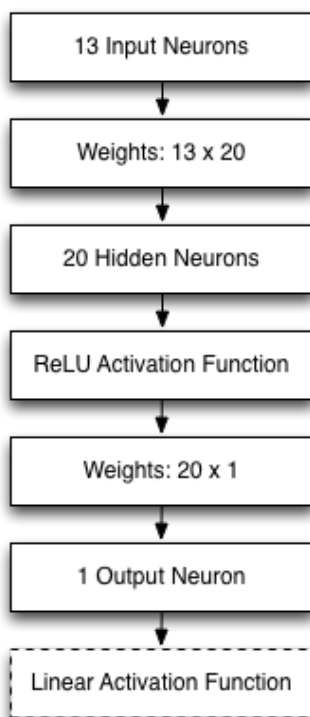 13 Input Neurons
Weights: 13 x 20
20 Hidden Neurons
ReLU Activation Function
Weights: 20 x 1
1 Output Neuron
Linear Activation Function